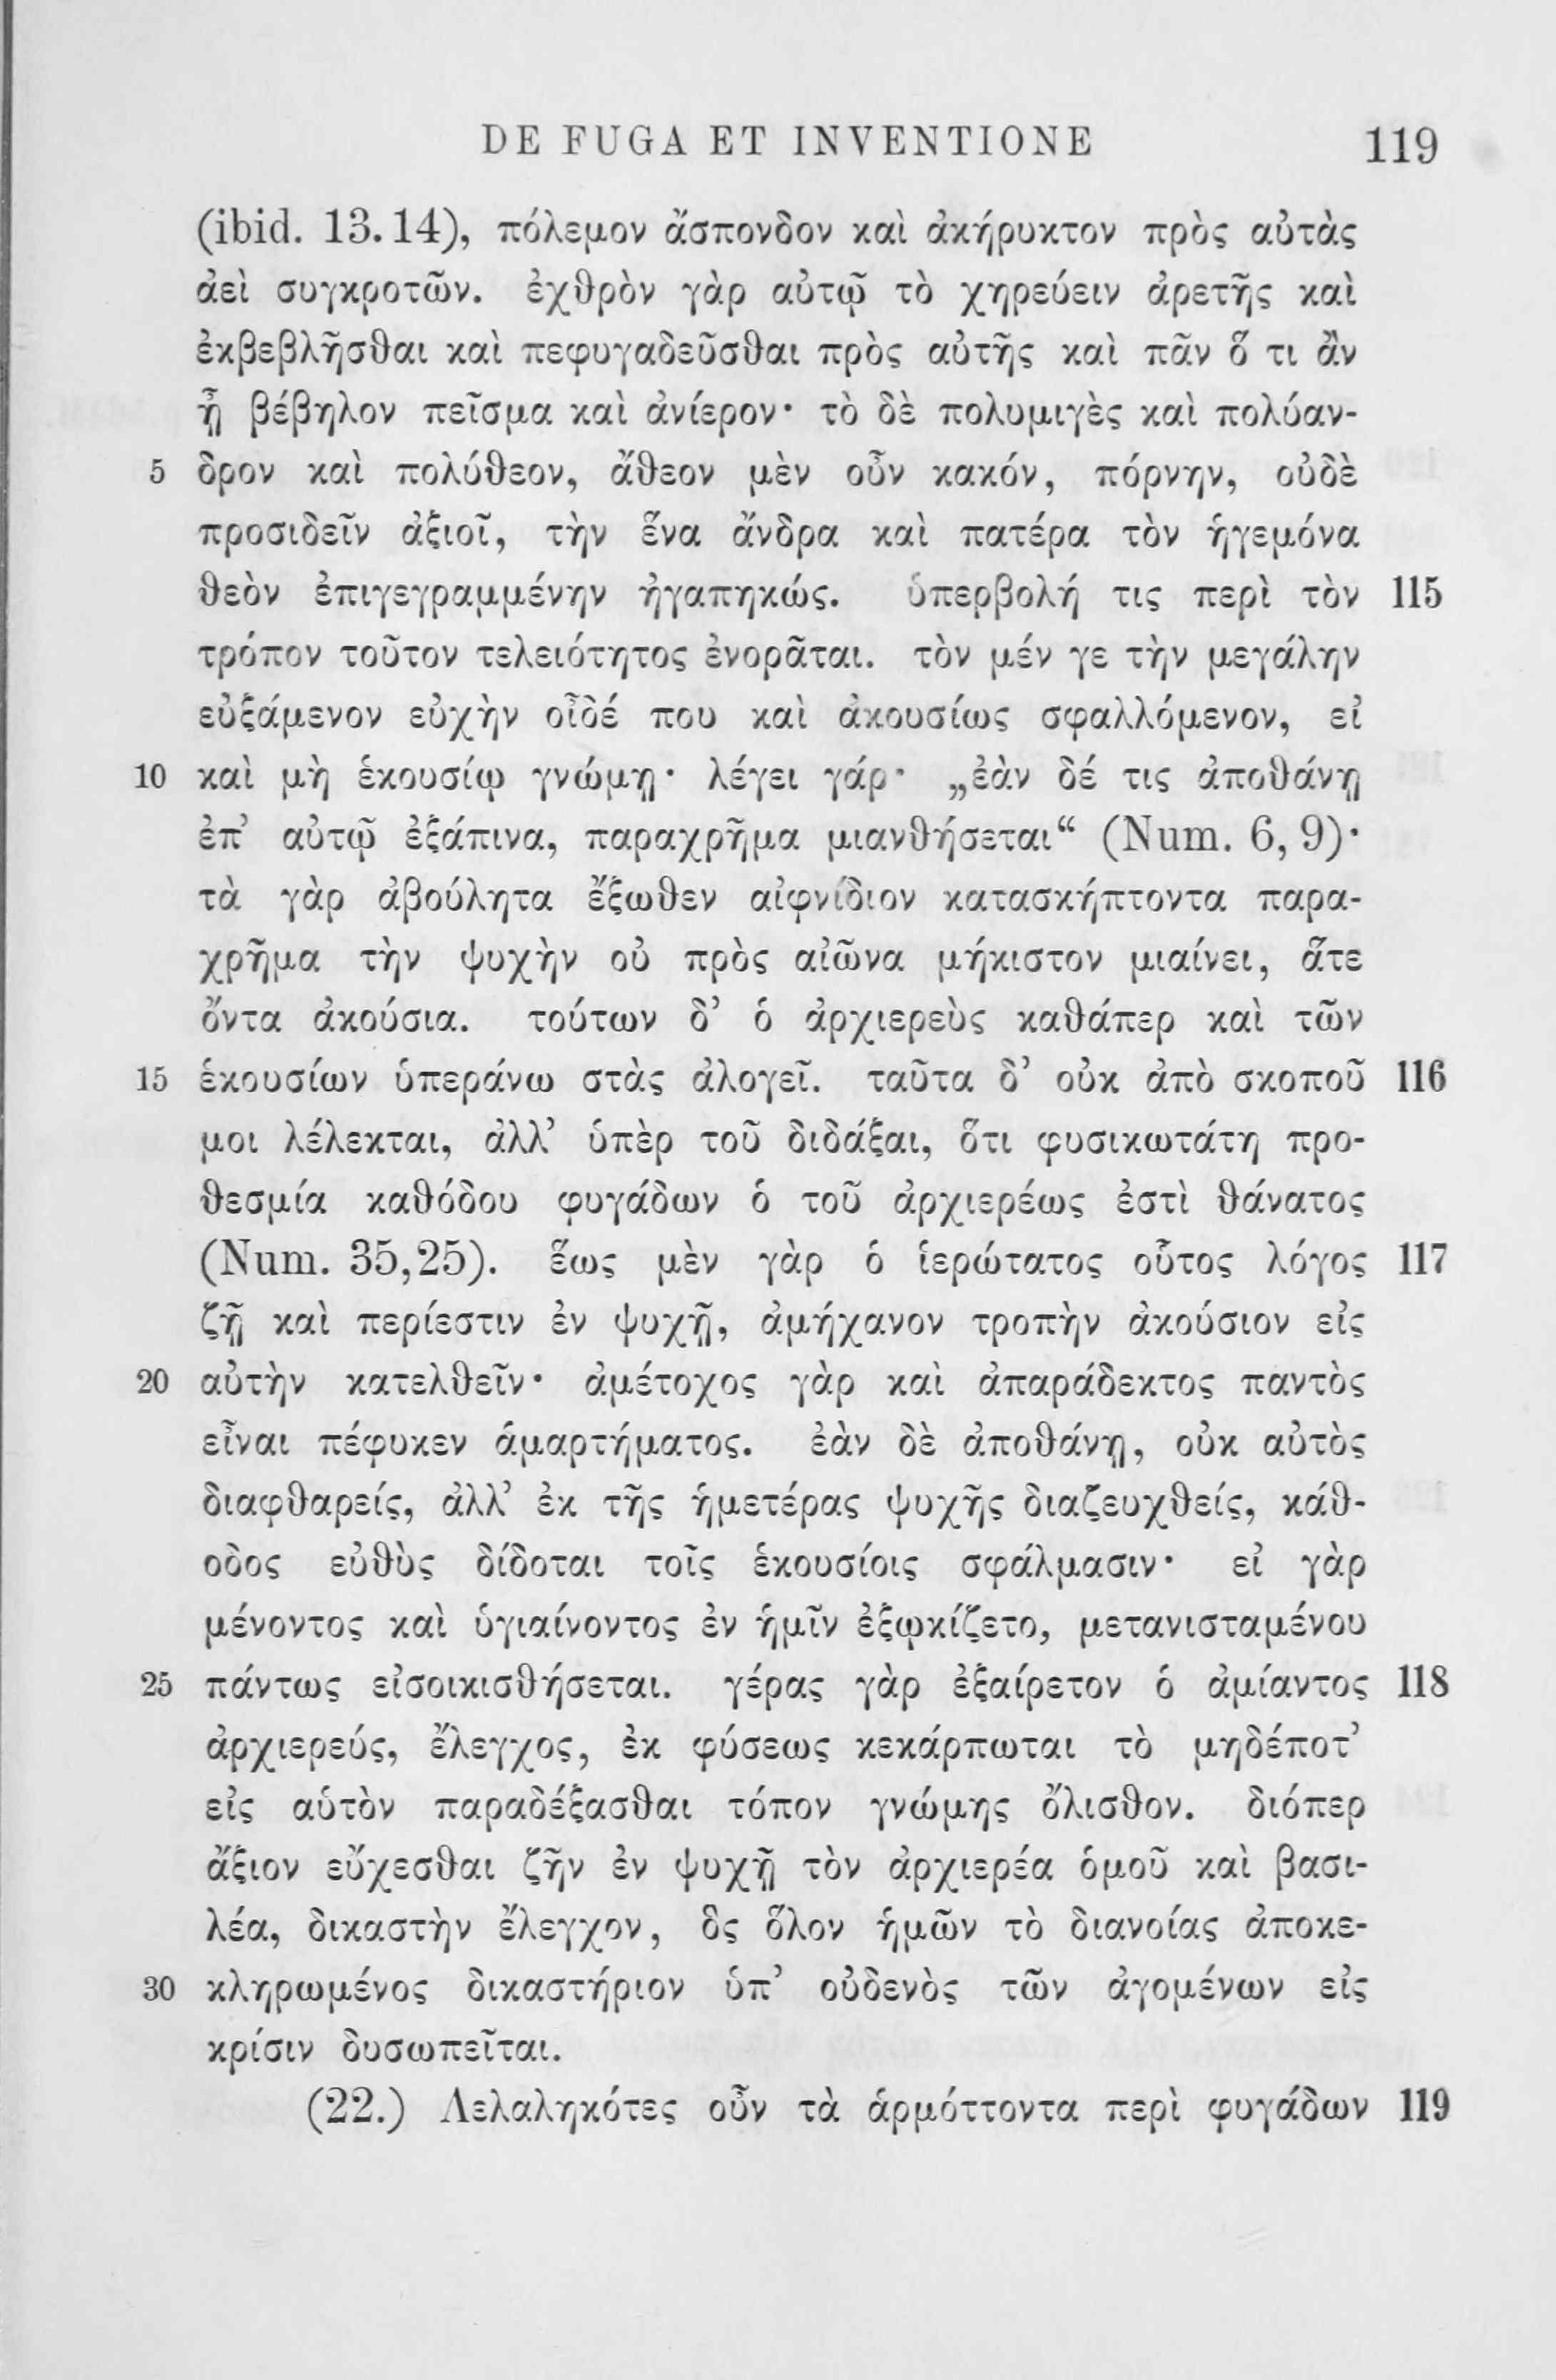 DE FUGA ET INVENTIONE 119
(ibid. 13.14), πόλεμον ἄσπονδον καὶ ἀκήρυκτον πρὸς αὐτὰς
ἀεὶ συγκροτῶν. ἐχθρὸν γὰρ αὐτῷ τὸ χηρεύειν ἀρετῆς καὶ
ἐκβεβλῆσθαι καὶ πεφυγαδεῦσθαι πρὸς αὐτῆς καὶ πᾶν ὅ τι ἂν
ᾖ βέβηλον πεῖσμα καὶ ἀνίερον· τὸ δὲ πολυμιγὲς καὶ πολύαν-
5 δρον καὶ πολύθεον, ἄθεον μὲν οὖν κακόν, πόρνην, οὐδὲ
προσιδεῖν ἀξιοῖ, τὴν ἕνα ἄνδρα καὶ πατέρα τὸν ἡγεμόνα
θεὸν ἐπιγεγραμμένην ἠγαπηκώς. ὑπερβολή τις περὶ τὸν 115
τρόπον τοῦτον τελειότητος ἐνορᾶται. τὸν μέν γε τὴν μεγάλην
εὐξάμενον εὐχὴν οἶδέ που καὶ ἀκουσίως σφαλλόμενον, εἰ
10 καὶ μὴ ἑκουσίῳ γνώμῃ· λέγει γάρ· „ἐὰν δέ τις ἀποθάνῃ
ἐπ’ αὐτῷ ἐξάπινα, παραχρῆμα μιανθήσεται“ (Num. 6, 9)·
τὰ γὰρ ἀβούλητα ἔξωθεν αἰφνίδιον κατασκήπτοντα παρα-
χρῆμα τὴν ψυχὴν οὐ πρὸς αἰῶνα μήκιστον μιαίνει, ἅτε
ὄντα ἀκούσια. τούτων δ’ ὁ ἀρχιερεὺς καθάπερ καὶ τῶν
15 ἑκουσίων ὑπεράνω στὰς ἀλογεῖ. ταῦτα δ’ οὐκ ἀπὸ σκοποῦ 116
μοι λέλεκται, ἀλλ’ ὑπὲρ τοῦ διδάξαι, ὅτι φυσικωτάτη προ-
θεσμία καθόδου φυγάδων ὁ τοῦ ἀρχιερέως ἐστὶ θάνατος
(Num. 35,25). ἕως μὲν γὰρ ὁ ἱερώτατος οὗτος λόγος 117
ζῇ καὶ περίεστιν ἐν ψυχῇ, ἀμήχανον τροπὴν ἀκούσιον εἰς
20 αὐτὴν κατελθεῖν· ἀμέτοχος γὰρ καὶ ἀπαράδεκτος παντὸς
εἶναι πέφυκεν ἁμαρτήματος. ἐὰν δὲ ἀποθάνῃ, οὐκ αὐτὸς
διαφθαρείς, ἀλλ’ ἐκ τῆς ἡμετέρας ψυχῆς διαζευχθείς, κάθ-
οδος εὐθὺς δίδοται τοῖς ἑκουσίοις σφάλμασιν· εἰ γὰρ
μένοντος καὶ ὑγιαίνοντος ἐν ἡμῖν ἐξῳκίζετο, μετανισταμένου
25 πάντως εἰσοικισθήσεται. γέρας γὰρ ἐξαίρετον ὁ ἀμίαντος 118
ἀρχιερεύς, ἔλεγχος, ἐκ φύσεως κεκάρπωται τὸ μηδέποτ’
εἰς αὑτὸν παραδέξασθαι τόπον γνώμης ὄλισθον. διόπερ
ἄξιον εὔχεσθαι ζῆν ἐν ψυχῇ τὸν ἀρχιερέα ὁμοῦ καὶ βασι-
λέα, δικαστὴν ἔλεγχον, ὃς ὅλον ἡμῶν τὸ διανοίας ἀποκε-
30 κληρωμένος δικαστήριον ὑπ’ οὐδενὸς τῶν ἀγομένων εἰς
κρίσιν δυσωπεῖται.
(22.) Λελαληκότες οὖν τὰ ἁρμόττοντα περὶ φυγάδων 119